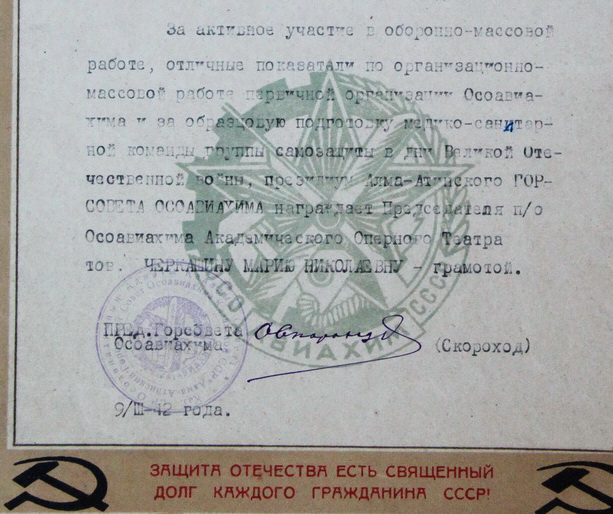 За активное участие в оборонно-массовой
работе, отличные показатели по организационно-
массовой работе первичной организации Осоавиа-
хима и за образцовую подготовку медико-санитар-
ной команды группы самозащиты в дни Великой Оте-
чественной войны, президиум Алма-Атинского ГОР-
СОВЕТА ОСОАВИАХИМА награждает Председателя п/о
Осоавиахима Академического Оперного Театра
тов. ЧЕРКАШИНУ МАРИЮ НИКОЛАЕВНУ - грамотой.
ОСОАВИАХИМ СССР
ПРЕД.ГорСовета
Осоавиахима
(Скороход)
9/Ш-42 года.
ЗАЩИТА ОТЕЧЕСТВА ЕСТЬ СВЯЩЕННЫЙ
ДОЛГ КАЖДОГО ГРАЖДАНИНА СССР!